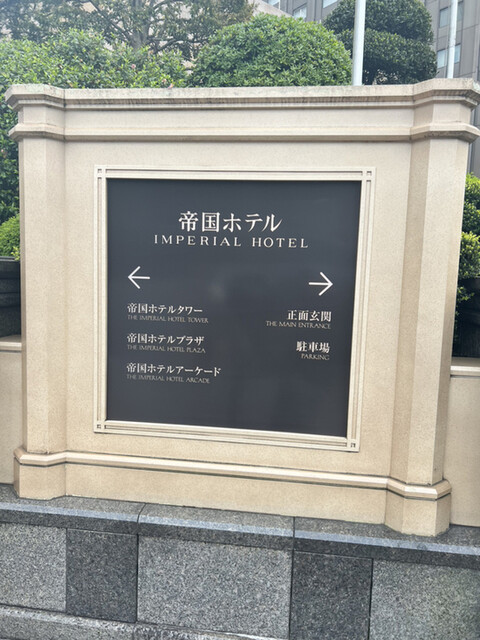 帝国ホテル
IMPERIAL HOTEL
← →
帝国ホテルタワー
THE IMPERIAL HOTEL TOWER
帝国ホテルプラザ
THE IMPERIAL HOTEL PLAZA
帝国ホテルアーケード
THE IMPERIAL HOTEL ARCADE
正面玄関
THE MAIN ENTRANCE
駐車場
PARKING